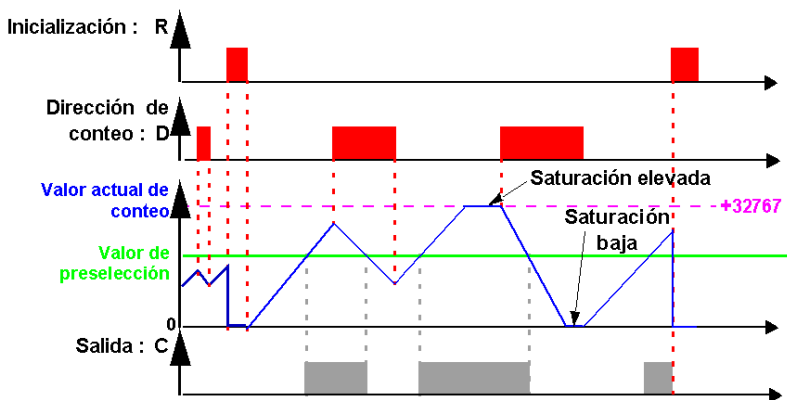 Inicialización : R
Dirección de
conteo : D
Valor actual de
conteo
Saturación elevada
+32767
Saturación
baja
Valor de
preselección
0
Salida : C